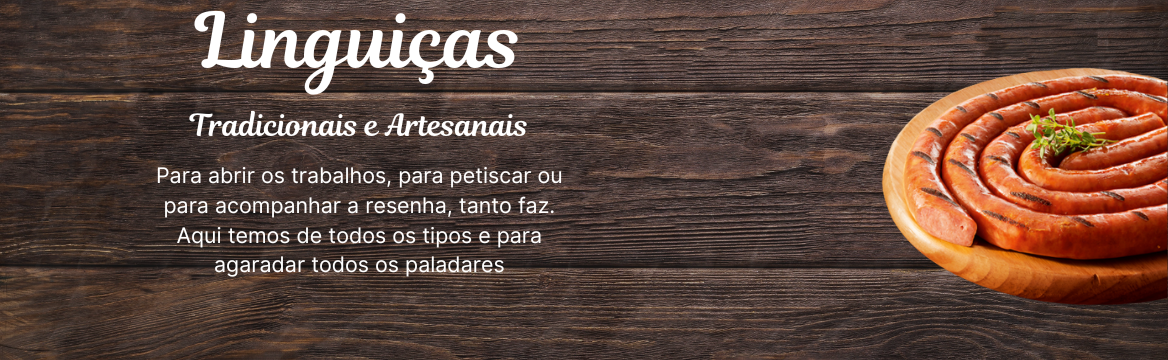 Linguiças
Tradicionais e Artesanais
Para abrir os trabalhos, para petiscar ou
para acompanhar a resenha, tanto faz.
Aqui temos de todos os tipos e para
agaradar todos os paladares